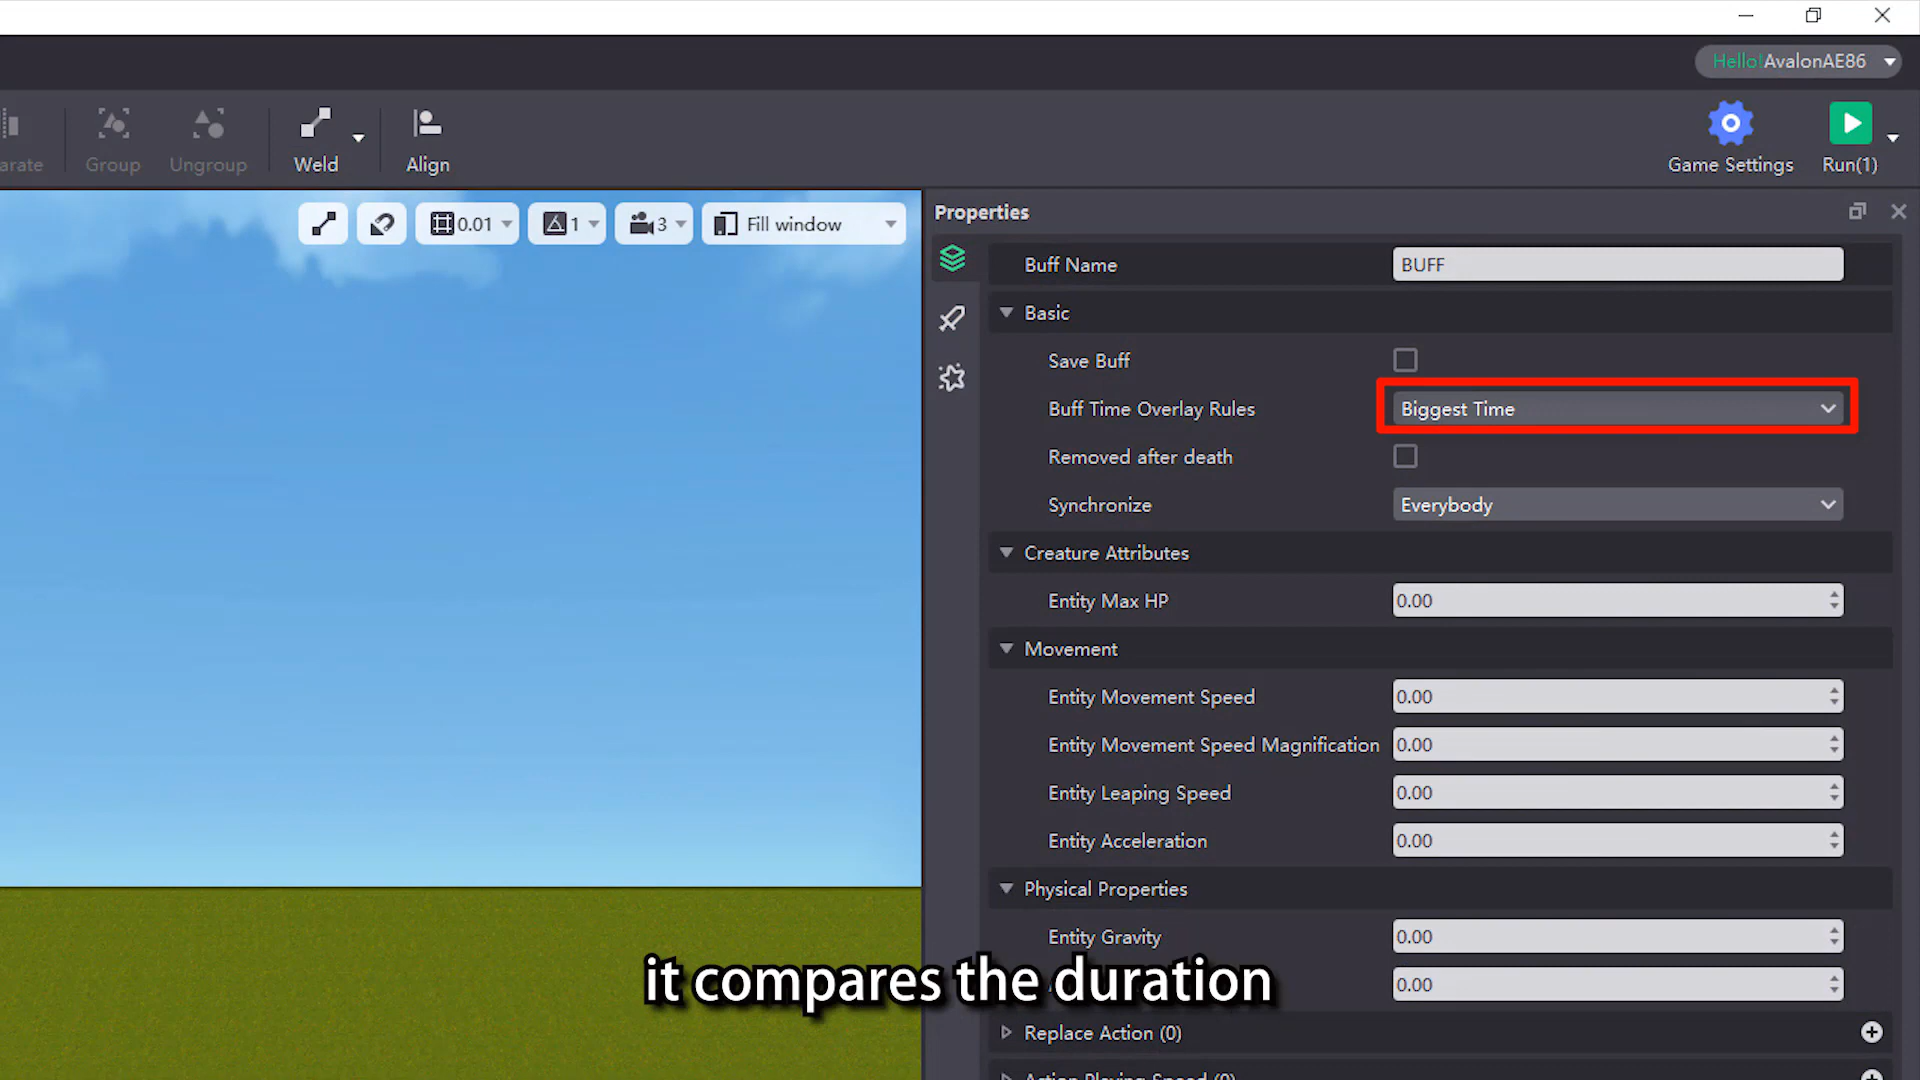 Hello!AvalonAE86
arate
Group
Ungroup
Weld
Align
Game Settings
Run(1)
0.01
1
3
Fill window
Properties
Buff Name
BUFF
Basic
Save Buff
Buff Time Overlay Rules
Biggest Time
Removed after death
Synchronize
Everybody
Creature Attributes
Entity Max HP
0.00
Movement
Entity Movement Speed
0.00
Entity Movement Speed Magnification
0.00
Entity Leaping Speed
0.00
Entity Acceleration
0.00
Physical Properties
Entity Gravity
0.00
it compares the duration
0.00
Replace Action (0)
Action Playing Speed (0)